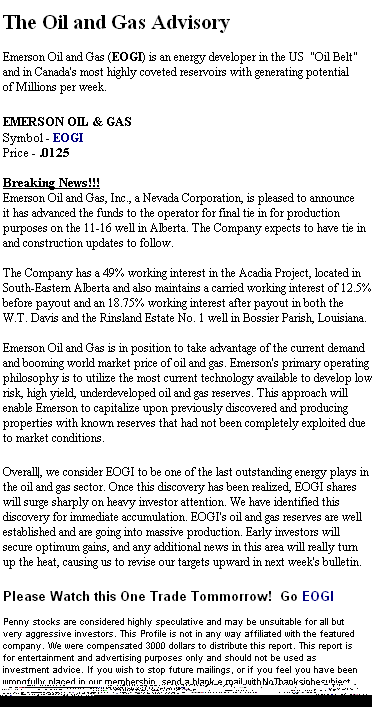 The Oil and Gas Advisory
Emerson Oil and Gas (EOGI) is an energy developer in the US "Oil Belt"
and in Canada's most highly coveted reservoirs with generating potential
of Millions per week.
EMERSON OIL & GAS
Symbol - EOGI
Price - .0125
Breaking News!!!
Emerson Oil and Gas, Inc., a Nevada Corporation, is pleased to announce
it has advanced the funds to the operator for final tie in for production
purposes on the 11-16 well in Alberta. The Company expects to have tie in
and construction updates to follow.
The Company has a 49% working interest in the Acadia Project, located in
South-Eastern Alberta and also maintains a carried working interest of 12.5%
before payout and an 18.75% working interest after payout in both the
W.T. Davis and the Rinsland Estate No. 1 well in Bossier Parish, Louisiana.
Emerson Oil and Gas is in position to take advantage of the current demand
and booming world market price of oil and gas. Emerson's primary operating
philosophy is to utilize the most current technology available to develop low
risk, high yield, underdeveloped oil and gas reserves. This approach will
enable Emerson to capitalize upon previously discovered and producing
properties with known reserves that had not been completely exploited due
to market conditions.
Overall, we consider EOGI to be one of the last outstanding energy plays in
the oil and gas sector. Once this discovery has been realized, EOGI shares
will surge sharply on heavy investor attention. We have identified this
discovery for immediate accumulation. EOGI's oil and gas reserves are well
established and are going into massive production. Early investors will
secure optimum gains, and any additional news in this area will really turn
up the heat, causing us to revise our targets upward in next week's bulletin.
Please Watch this One Trade Tommorrow! Go EOGI
Penny stocks are considered highly speculative and may be unsuitable for all but
very aggressive investors. This Profile is not in any way affiliated with the featured
company. We were compensated 3000 dollars to distribute this report. This report is
for entertainment and advertising purposes only and should not be used as
investment advice. If you wish to stop future mailings, or if you feel you have been
wrongfully placed in our membership, send a blank e mail with No Thanks in the subject